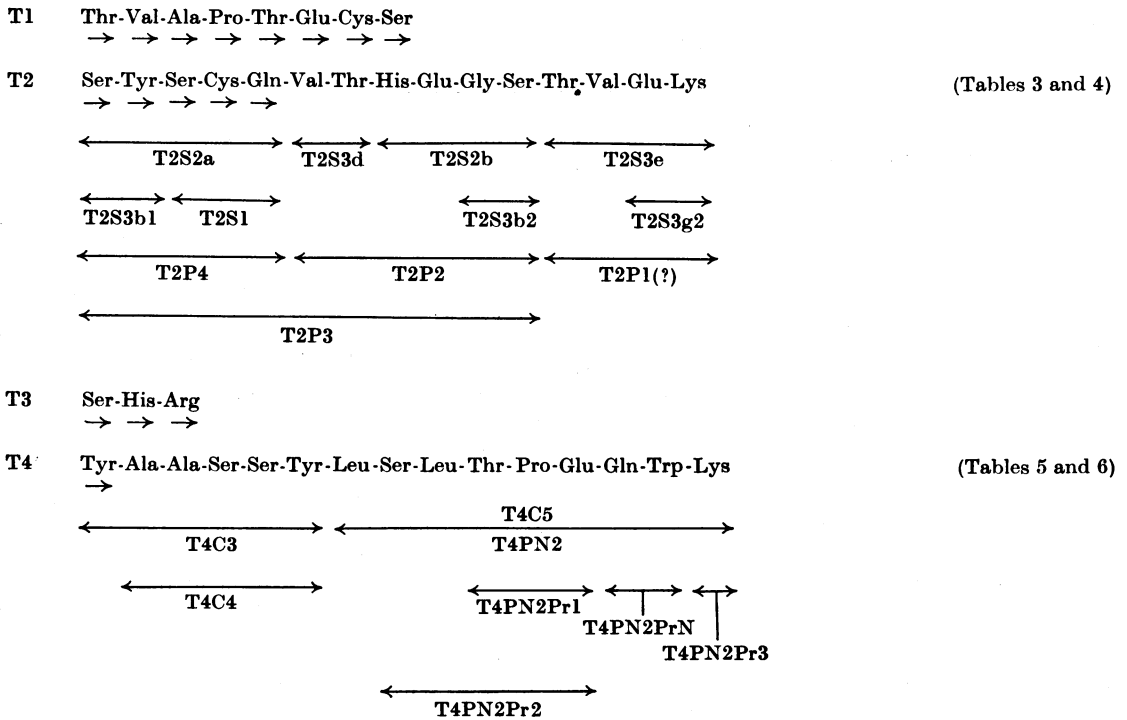 T1 Thr-Val-Ala-Pro-Thr-Glu-Cys-Ser
T2 Ser-Tyr-Ser-Cys-Gln-Val-Thr-His-Glu-Gly-Ser-Thr-Val-Glu-Lys (Tables 3 and 4)
T2S2a T2S3d T2S2b T2S3e
T2S3b1 T2S1 T2S3b2 T2S3g2
T2P4 T2P2 T2P1(?)
T2P3
T3 Ser-His-Arg
T4 Tyr-Ala-Ala-Ser-Ser-Tyr-Leu-Ser-Leu-Thr-Pro-Glu-Gln-Trp-Lys (Tables 5 and 6)
T4C5
T4C3 T4PN2
T4C4 T4PN2Pr1
T4PN2PrN
T4PN2Pr3
T4PN2Pr2